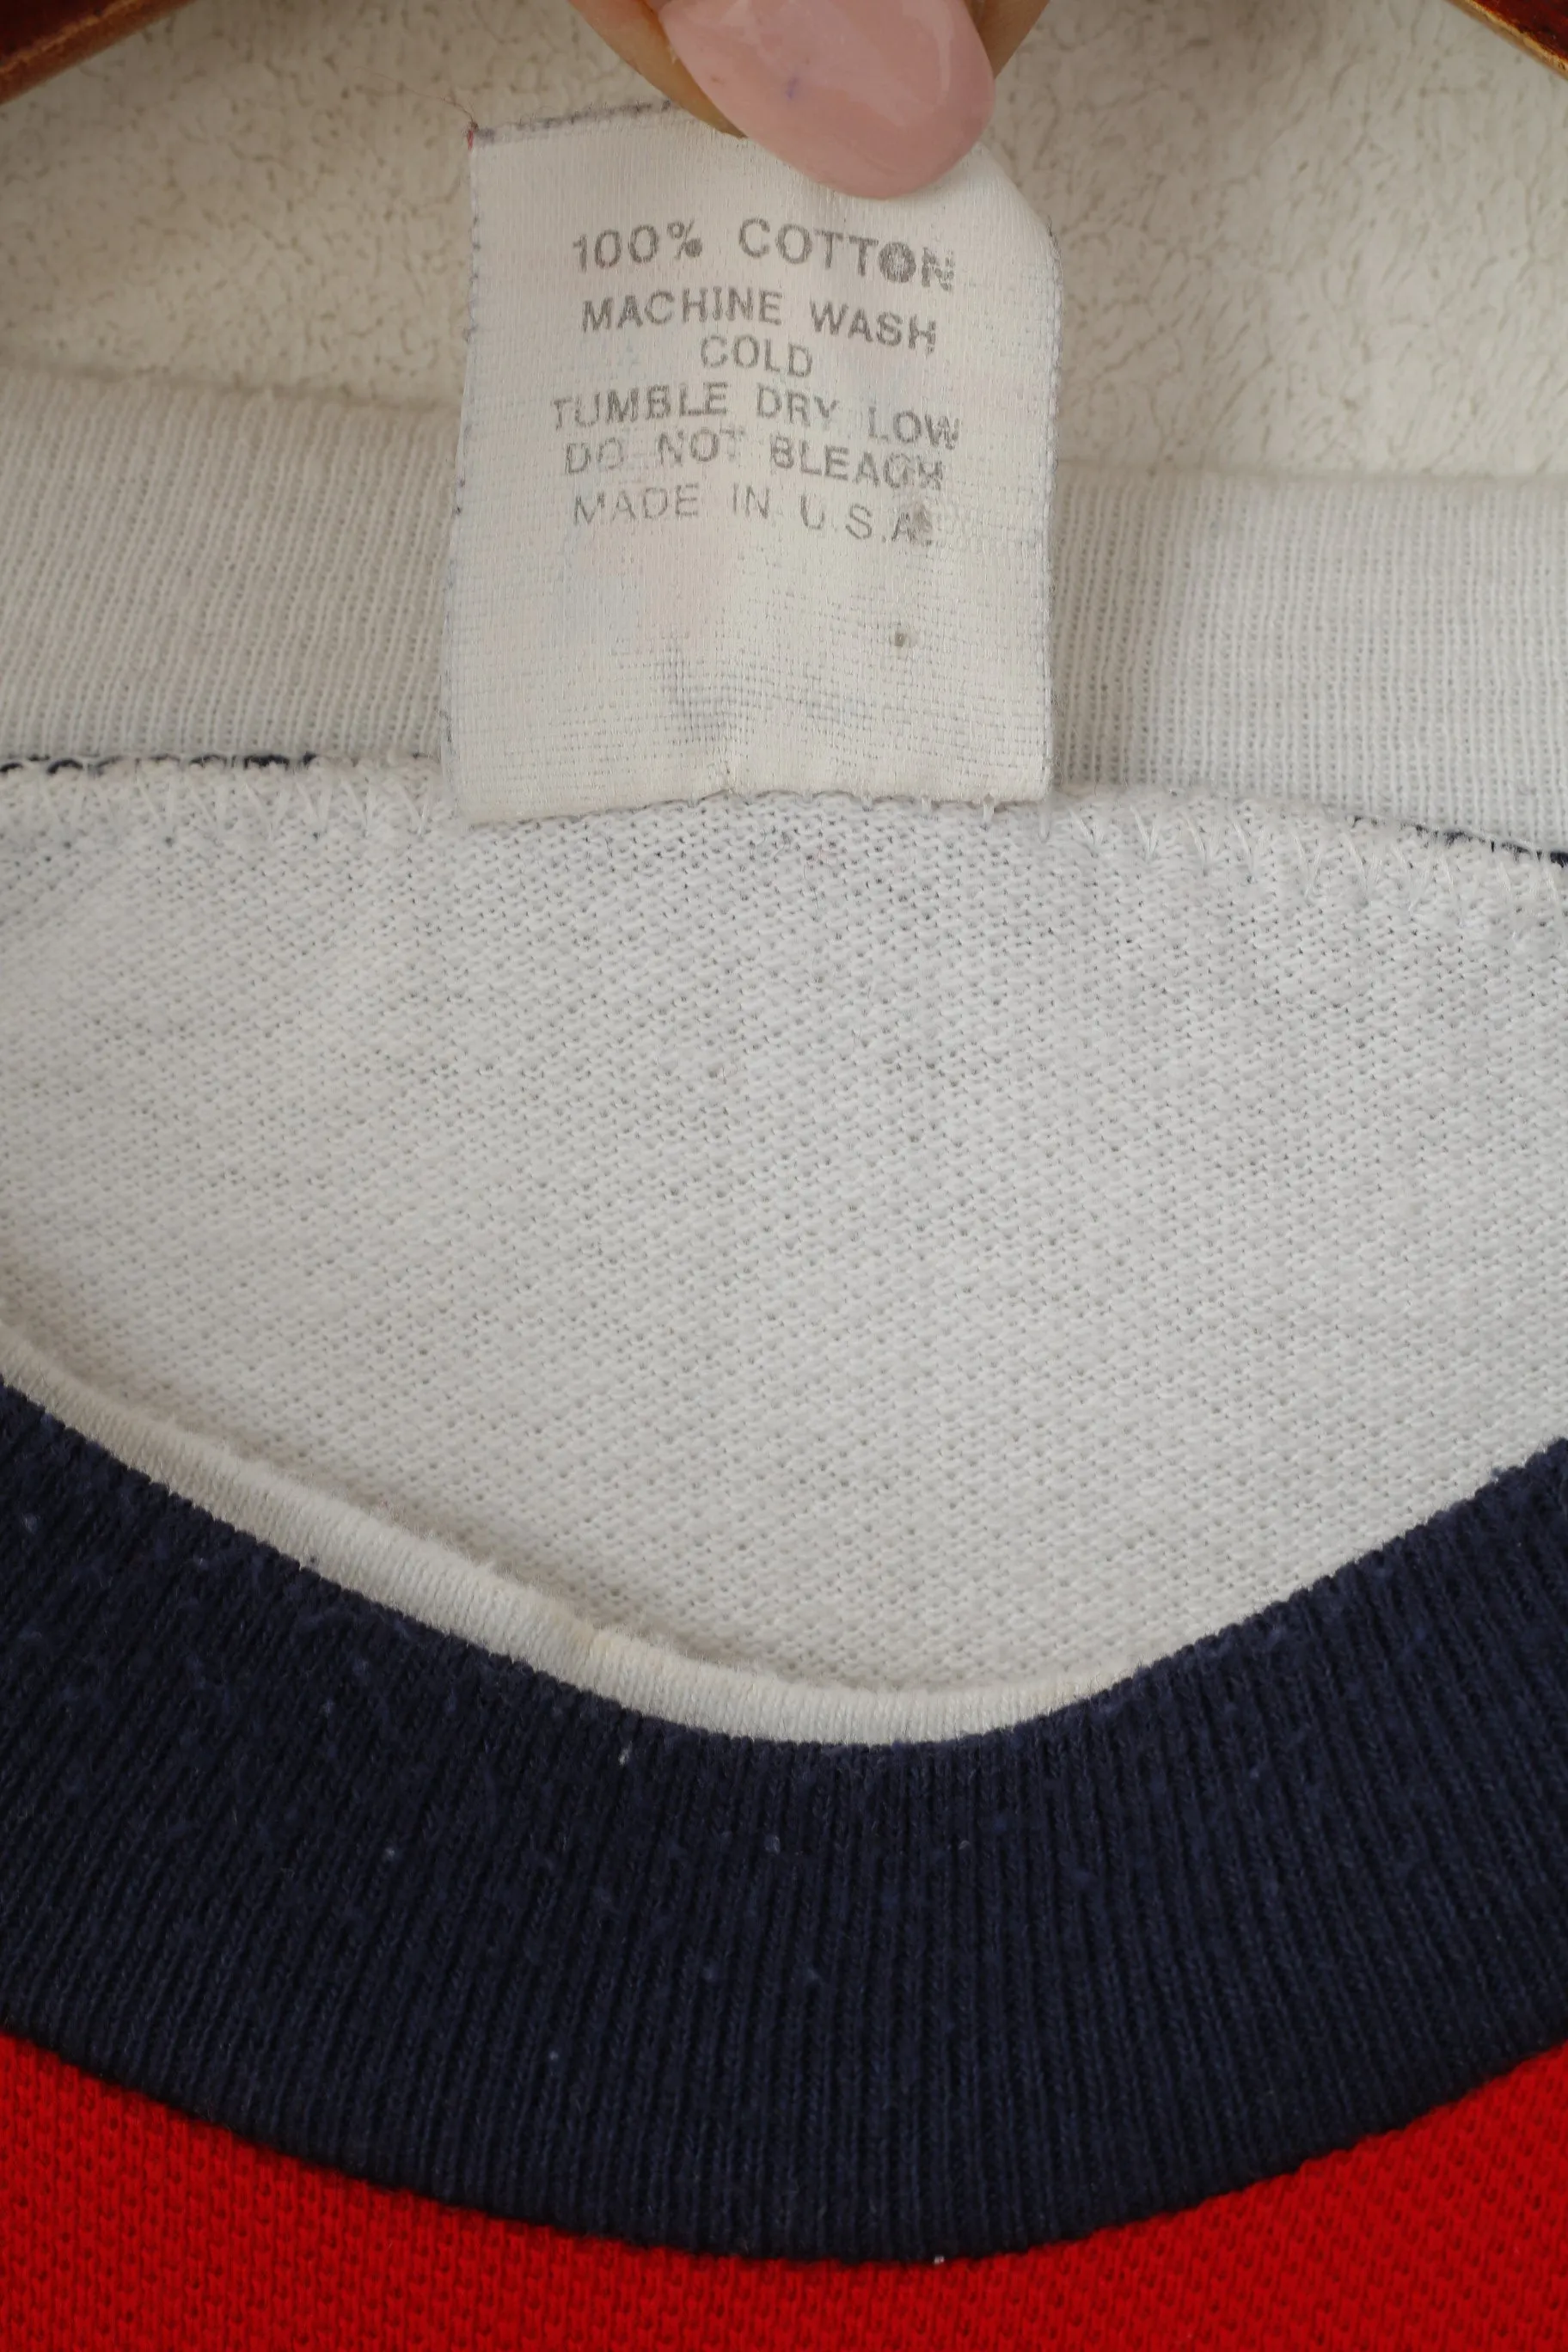 100% COTTON
MACHINE WASH
COLD
TUMBLE DRY LOW
DO NOT BLEACH
MADE IN U.S.A.